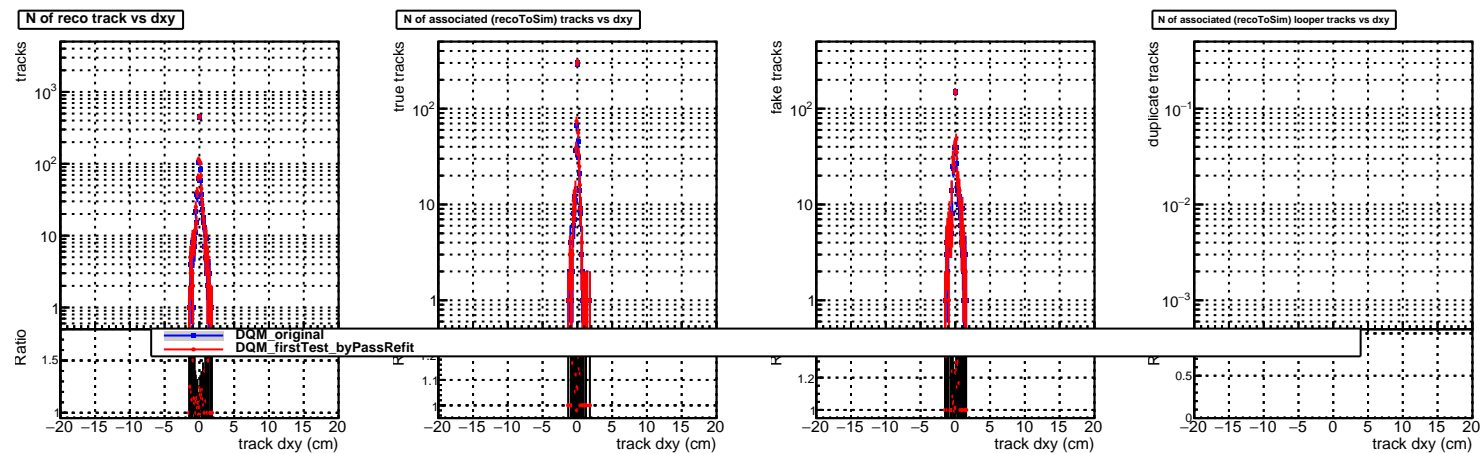 N of reco track vs dxy
N of associated (recoToSim) tracks vs dxy
N of associated (recoToSim) looper tracks vs dxy
tracks
10³
10²
10
1
true tracks
10²
10
1
fake tracks
10²
10
1
duplicate tracks
10⁻¹
10⁻²
10⁻³
DQM_original
DQM_firstTest_byPassRefit
Ratio
1.5
1
1.1
1
1.2
1
0.5
0
−20 −15 −10 −5 0 5 10 15 20
track dxy (cm)
−20 −15 −10 −5 0 5 10 15 20
track dxy (cm)
−20 −15 −10 −5 0 5 10 15 20
track dxy (cm)
−20 −15 −10 −5 0 5 10 15 20
track dxy (cm)